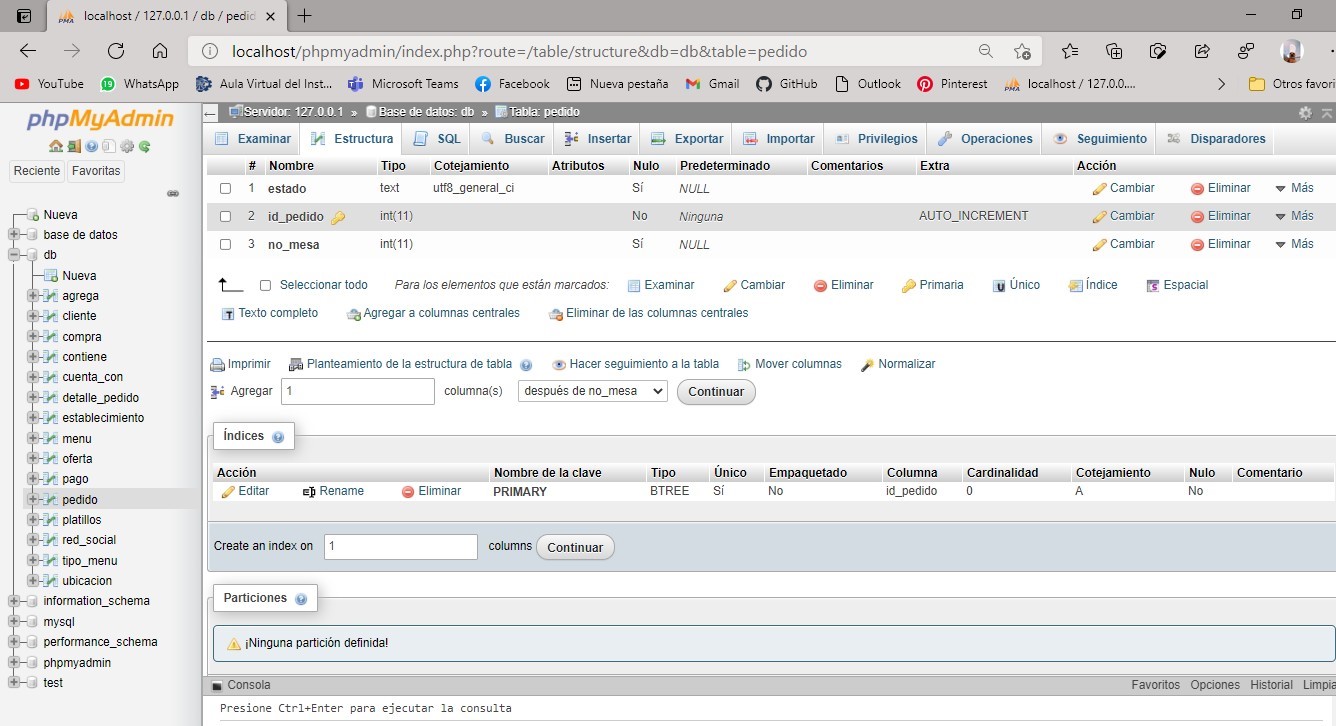 localhost / 127.0.0.1 / db / pedid
localhost/phpmyadmin/index.php?route=/table/structure&db=db&table=pedido
YouTube WhatsApp Aula Virtual del Inst... Microsoft Teams Facebook Nueva pestaña Gmail GitHub Outlook Pinterest localhost / 127.0.0.... Otros favori
phpMyAdmin
Reciente Favoritas
Nueva
base de datos
db
Nueva
agrega
cliente
compra
contiene
cuenta_con
detalle_pedido
establecimiento
menu
oferta
pago
pedido
platillos
red_social
tipo_menu
ubicacion
information_schema
mysql
performance_schema
phpmyadmin
test
Servidor: 127.0.0.1 » Base de datos: db » Tabla: pedido
Examinar Estructura SQL Buscar Insertar Exportar Importar Privilegios Operaciones Seguimiento Disparadores
# Nombre Tipo Cotejamiento Atributos Nulo Predeterminado Comentarios Extra Acción
1 estado text utf8_general_ci Sí NULL Cambiar Eliminar Más
2 id_pedido int(11) No Ninguna AUTO_INCREMENT Cambiar Eliminar Más
3 no_mesa int(11) Sí NULL Cambiar Eliminar Más
Seleccionar todo Para los elementos que están marcados: Examinar Cambiar Eliminar Primaria Único Índice Espacial
Texto completo Agregar a columnas centrales Eliminar de las columnas centrales
Imprimir Planteamiento de la estructura de tabla Hacer seguimiento a la tabla Mover columnas Normalizar
Agregar 1 columna(s) después de no_mesa Continuar
Índices
Acción Nombre de la clave Tipo Único Empaquetado Columna Cardinalidad Cotejamiento Nulo Comentario
Editar Rename Eliminar PRIMARY BTREE Sí No id_pedido 0 A No
Create an index on 1 columns Continuar
Particiones
¡Ninguna partición definida!
Consola Favoritos Opciones Historial Limpia
Presione Ctrl+Enter para ejecutar la consulta